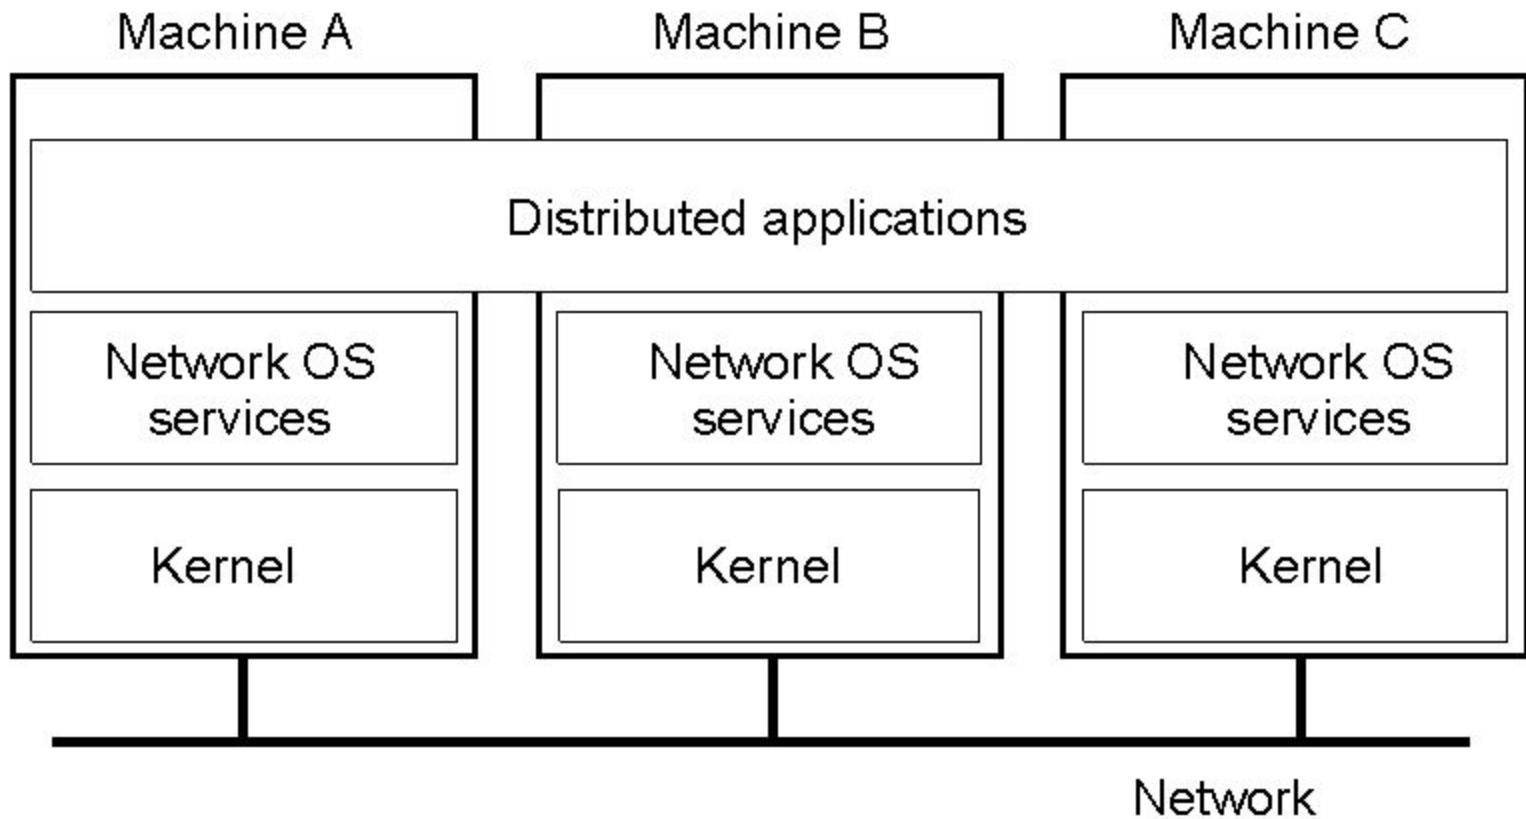 Machine A
Machine B
Machine C
Distributed applications
Network OS
services
Network OS
services
Network OS
services
Kernel
Kernel
Kernel
Network